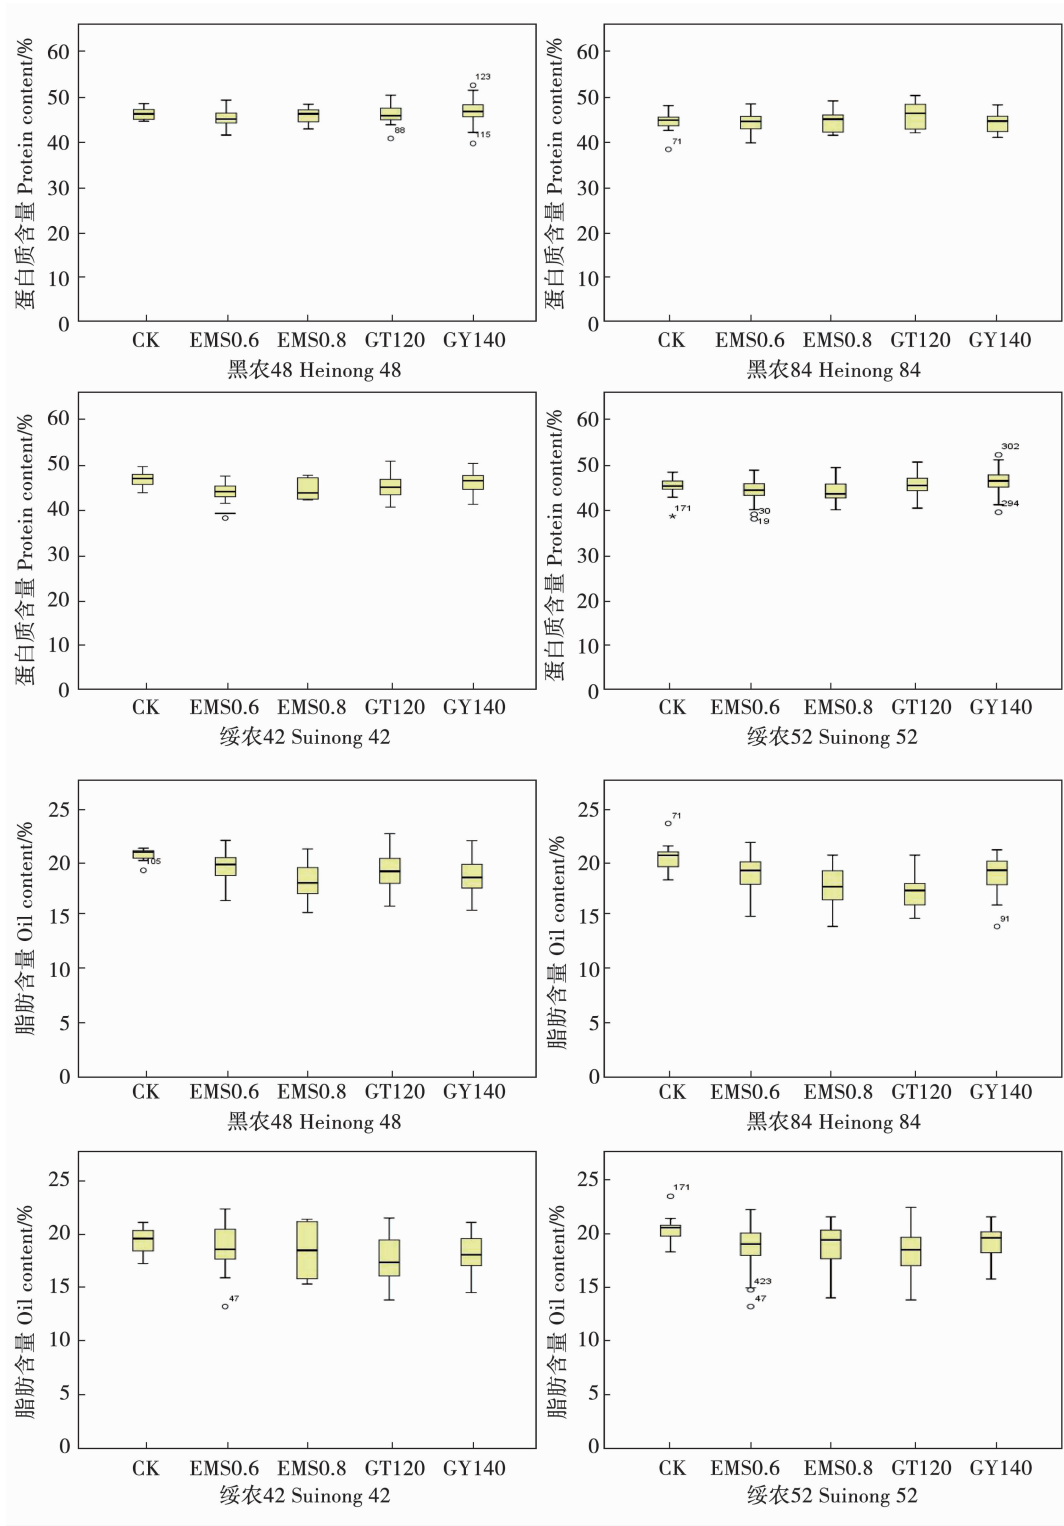 蛋白质含量 Protein content/%
60
50
40
30
20
10
0
123
88
115
CK EMS0.6 EMS0.8 GT120 GY140
黑农48 Heinong 48
蛋白质含量 Protein content/%
60
50
40
30
20
10
0
71
CK EMS0.6 EMS0.8 GT120 GY140
黑农84 Heinong 84
蛋白质含量 Protein content/%
60
50
40
30
20
10
0
CK EMS0.6 EMS0.8 GT120 GY140
绥农42 Suinong 42
蛋白质含量 Protein content/%
60
50
40
30
20
10
0
302
171
30
19
294
CK EMS0.6 EMS0.8 GT120 GY140
绥农52 Suinong 52
脂肪含量 Oil content/%
25
20
15
10
5
0
105
CK EMS0.6 EMS0.8 GT120 GY140
黑农48 Heinong 48
脂肪含量 Oil content/%
25
20
15
10
5
0
71
91
CK EMS0.6 EMS0.8 GT120 GY140
黑农84 Heinong 84
脂肪含量 Oil content/%
25
20
15
10
5
0
47
CK EMS0.6 EMS0.8 GT120 GY140
绥农42 Suinong 42
脂肪含量 Oil content/%
25
20
15
10
5
0
171
423
47
CK EMS0.6 EMS0.8 GT120 GY140
绥农52 Suinong 52